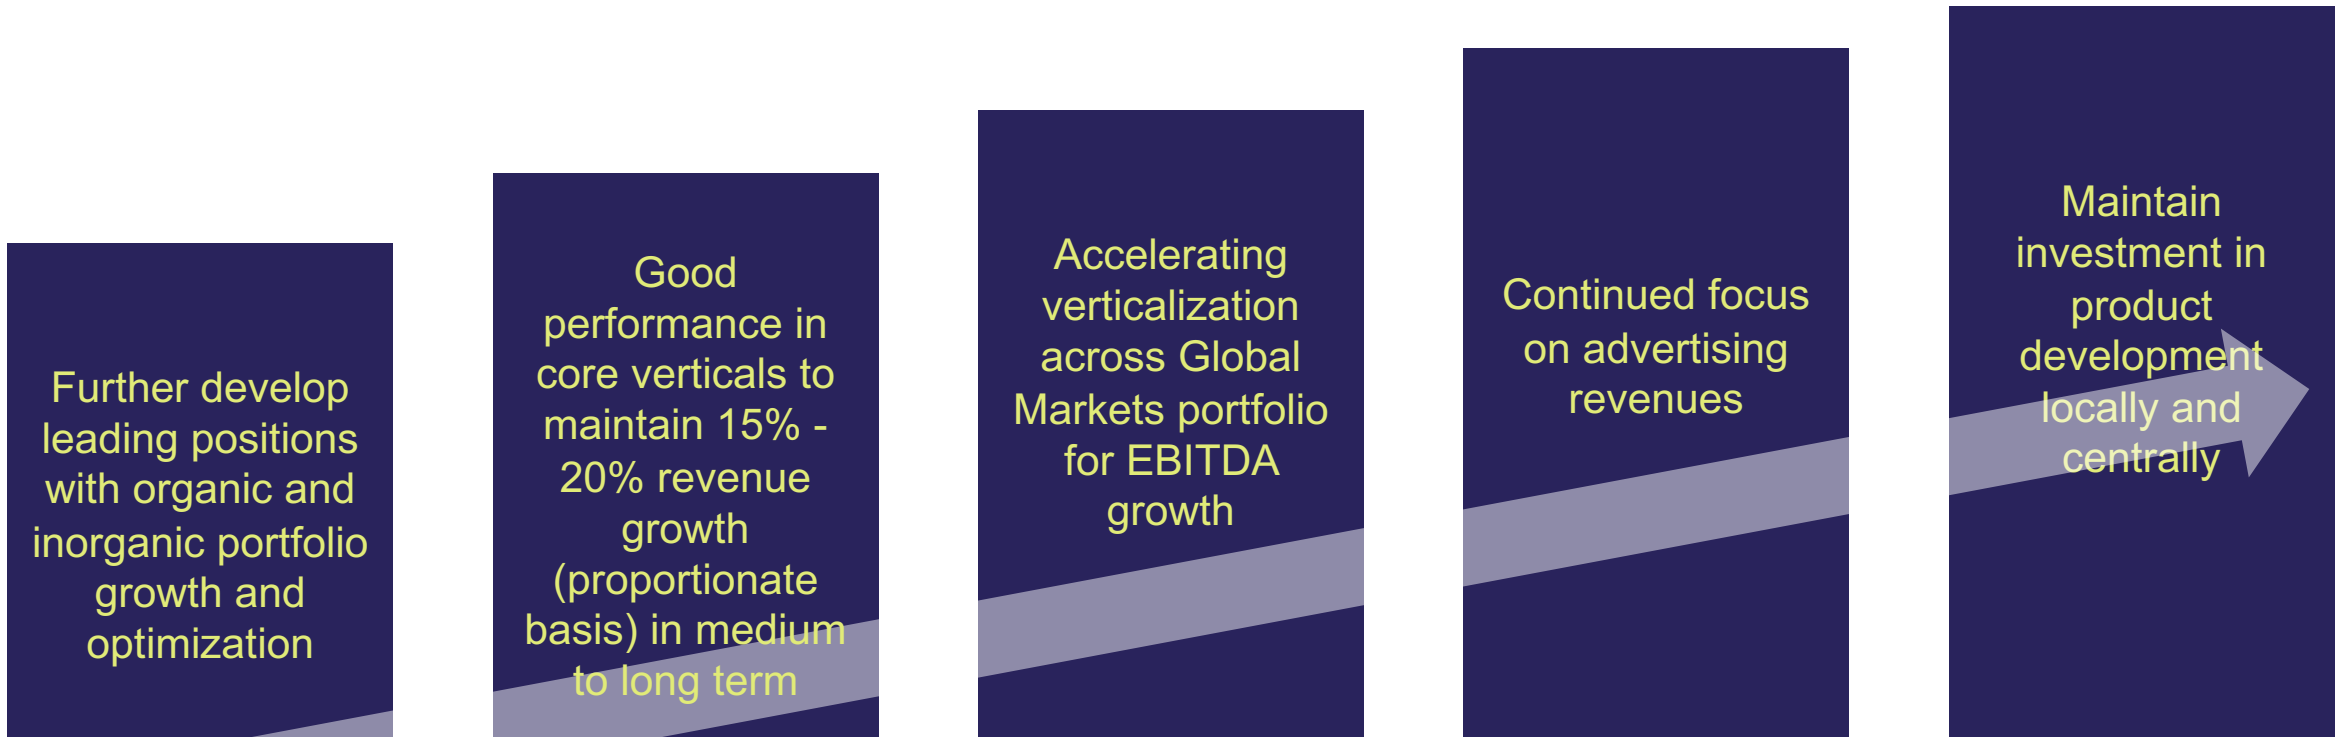 Further develop
leading positions
with organic and
inorganic portfolio
growth and
optimization
Good
performance in
core verticals to
maintain 15% -
20% revenue
growth
(proportionate
basis) in medium
to long term
Accelerating
verticalization
across Global
Markets portfolio
for EBITDA
growth
Continued focus
on advertising
revenues
Maintain
investment in
product
development
locally and
centrally